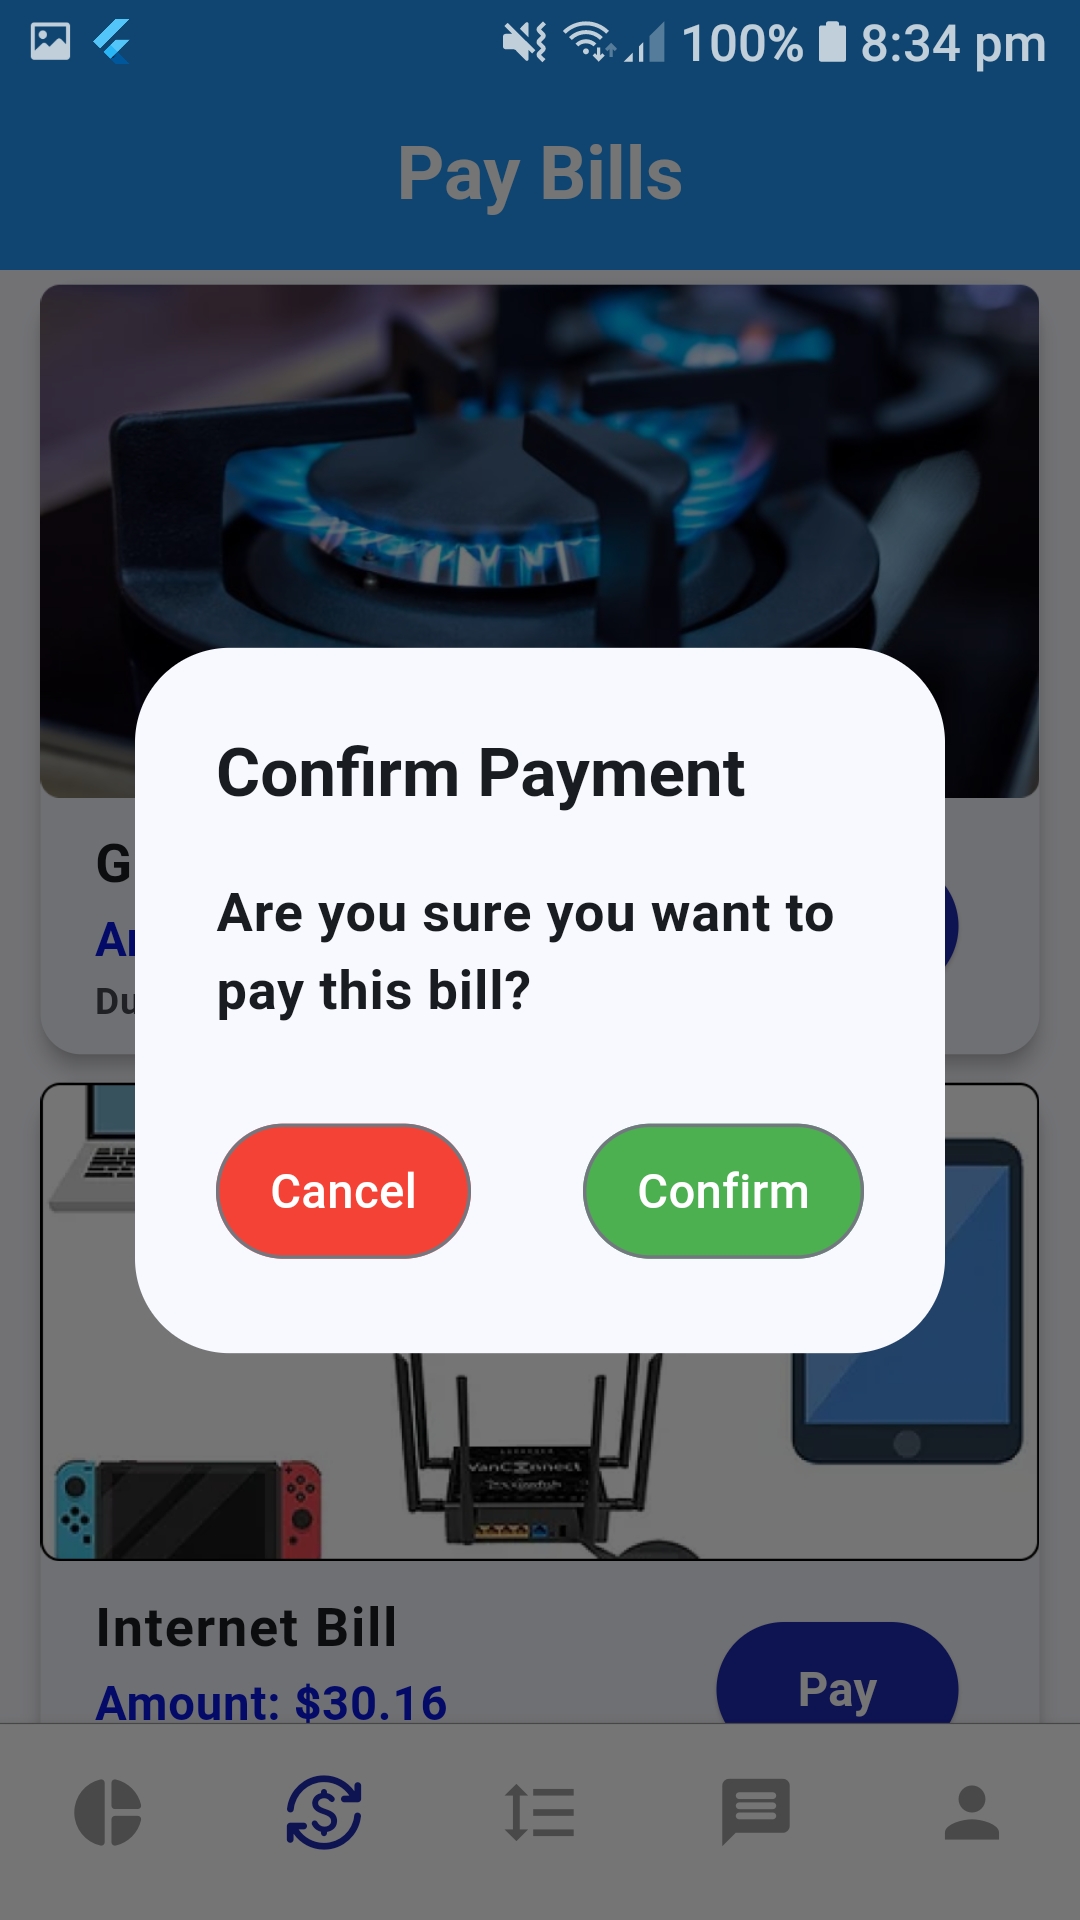 100% 8:34 pm
Pay Bills
G
Du
Confirm Payment
Are you sure you want to
pay this bill?
Cancel
Confirm
VanConnect
Internet Bill
Amount: $30.16
Pay